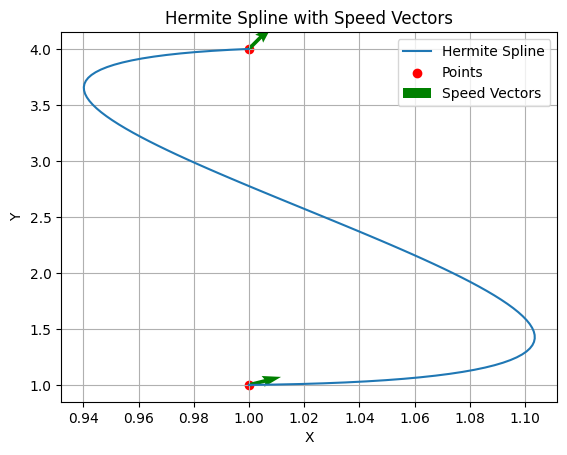 Hermite Spline with Speed Vectors
Hermite Spline
Points
Speed Vectors
Y
4.0
3.5
3.0
2.5
2.0
1.5
1.0
0.94
0.96
0.98
1.00
1.02
1.04
1.06
1.08
1.10
X